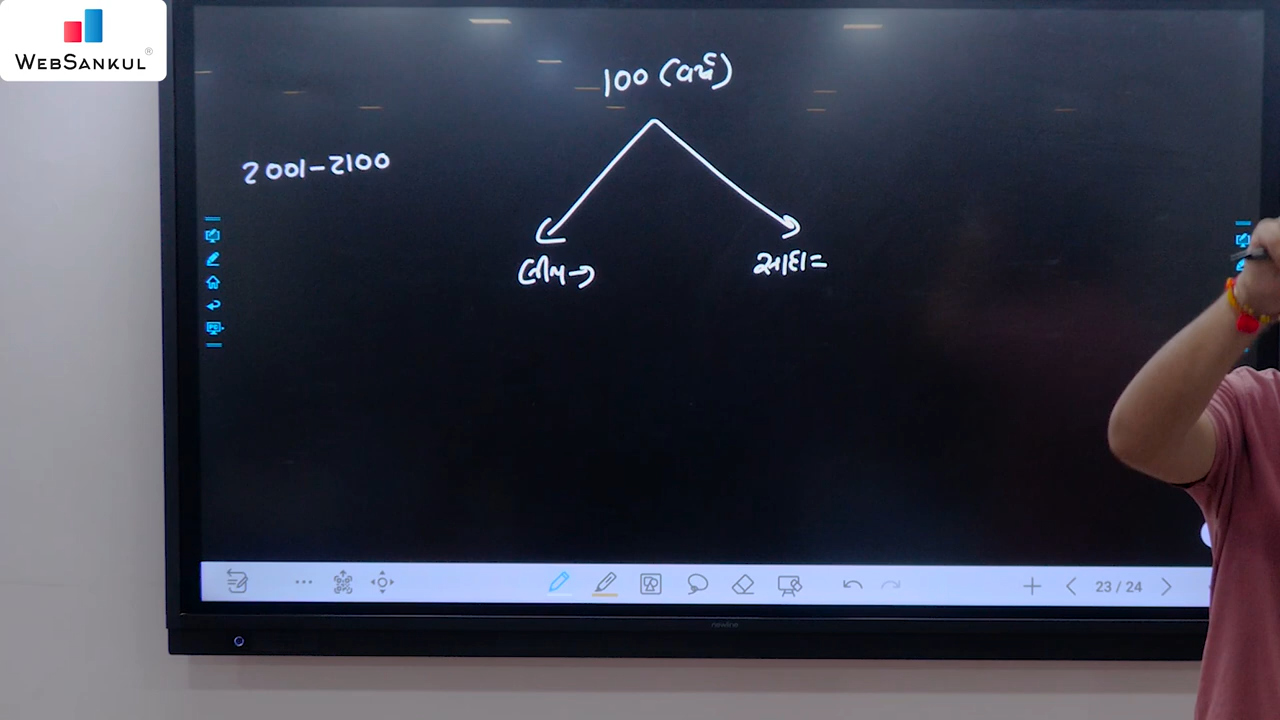 WEBSANKUL®
100 (વર્ષ)
2001-2100
લીપ →
સાદા =
23 / 24